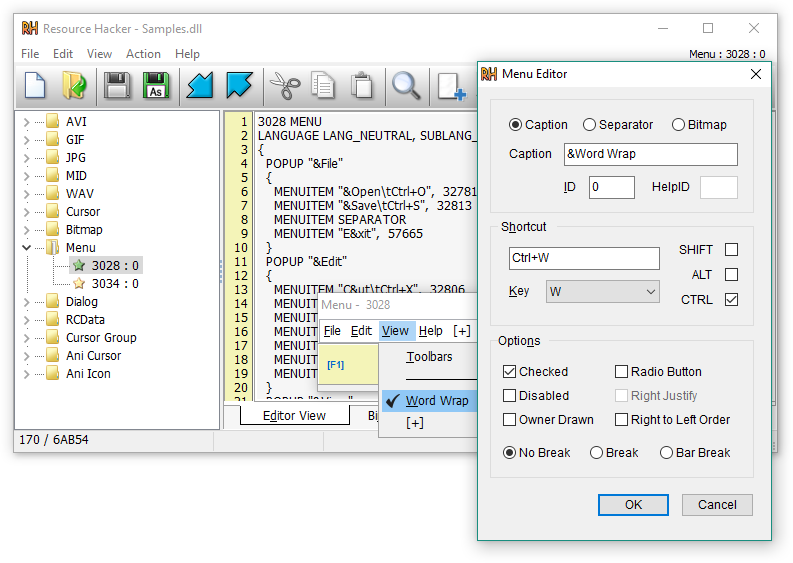 RH Resource Hacker - Samples.dll
File Edit View Action Help
Menu : 3028 : 0
As
AVI
GIF
JPG
MID
WAV
Cursor
Bitmap
Menu
3028 : 0
3034 : 0
Dialog
RCData
Cursor Group
Ani Cursor
Ani Icon
1 3028 MENU
2 LANGUAGE LANG_NEUTRAL, SUBLANG_
3 {
4 POPUP "&File"
5 {
6 MENUITEM "&Open\tCtrl+O", 32781
7 MENUITEM "&Save\tCtrl+S", 32813
8 MENUITEM SEPARATOR
9 MENUITEM "E&xit", 57665
10 }
11 POPUP "&Edit"
12 {
13 MENUITEM "C&ut\tCtrl+X", 32806
14 MENUIT
15 MENUIT
16 MENUIT
17 MENUIT
18 MENUIT
19 MENUIT
20 }
21
Editor View
170 / 6AB54
Menu - 3028
File Edit View Help [+]
[F1]
Toolbars
Word Wrap
[+]
RH Menu Editor
Caption Separator Bitmap
Caption &Word Wrap
ID 0 HelpID
Shortcut
Ctrl+W
SHIFT
ALT
Key W
CTRL
Options
Checked Radio Button
Disabled Right Justify
Owner Drawn Right to Left Order
No Break Break Bar Break
OK Cancel